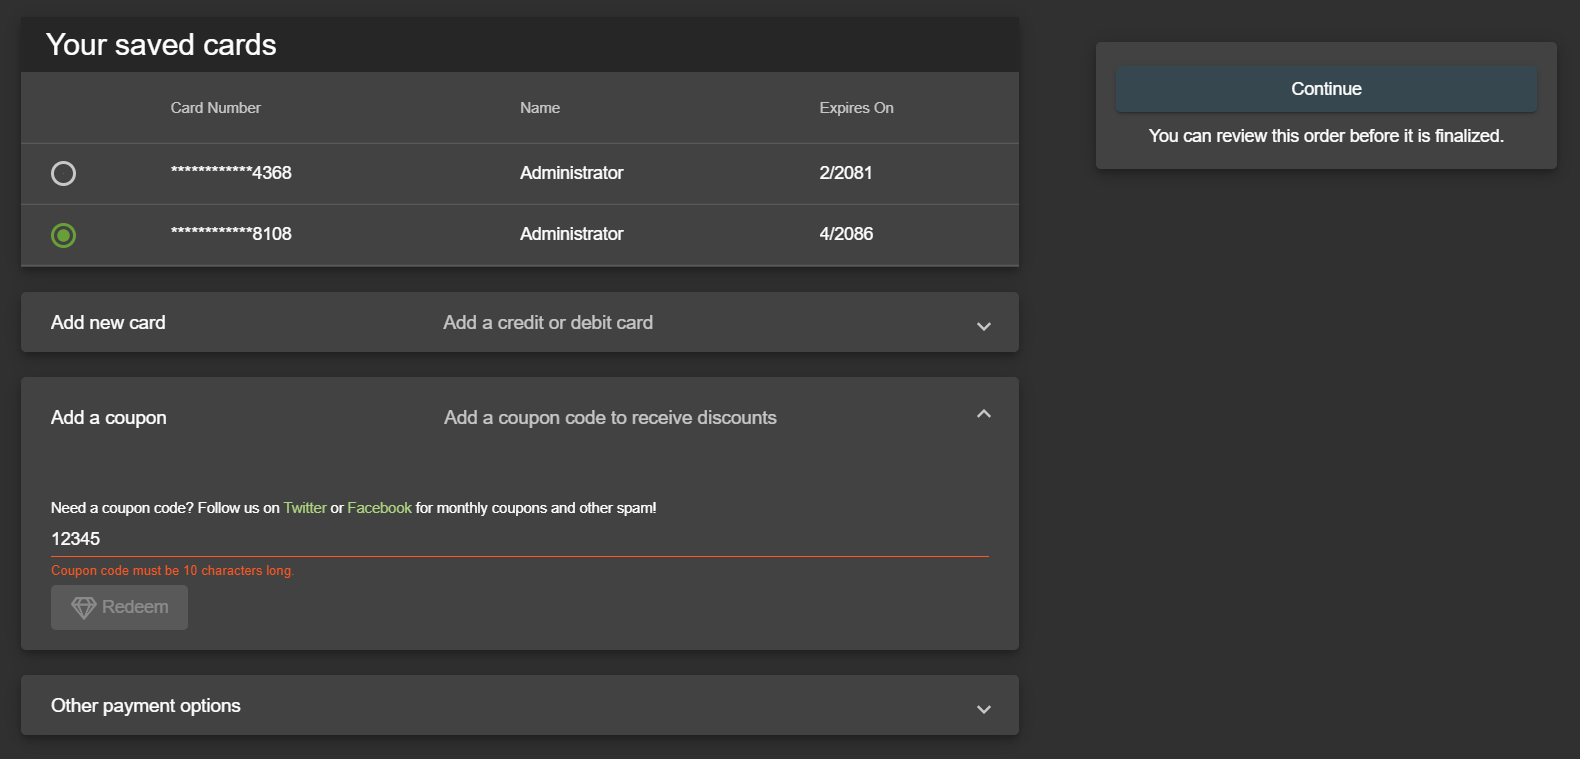 Your saved cards
Card Number Name Expires On
************4368 Administrator 2/2081
************8108 Administrator 4/2086
Add new card Add a credit or debit card
Add a coupon Add a coupon code to receive discounts
Need a coupon code? Follow us on Twitter or Facebook for monthly coupons and other spam!
12345
Coupon code must be 10 characters long.
Redeem
Other payment options
Continue
You can review this order before it is finalized.